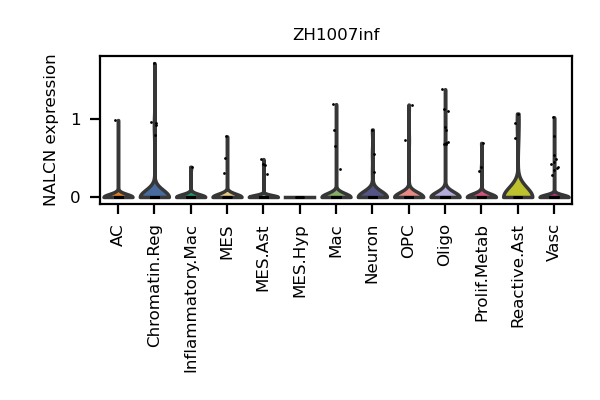 ZH1007inf
NALCN expression
1
0
AC
Chromatin.Reg
Inflammatory.Mac
MES
MES.Ast
MES.Hyp
Mac
Neuron
OPC
Oligo
Prolif.Metab
Reactive.Ast
Vasc